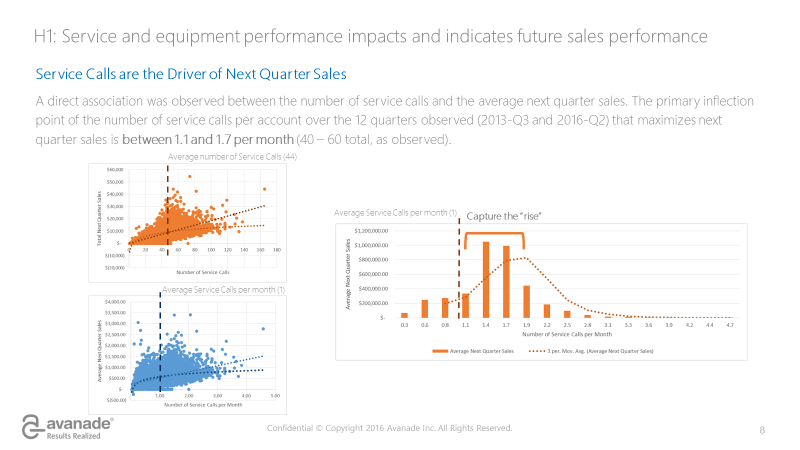 H1: Service and equipment performance impacts and indicates future sales performance
Service Calls are the Driver of Next Quarter Sales
A direct association was observed between the number of service calls and the average next quarter sales. The primary inflection
point of the number of service calls per account over the 12 quarters observed (2013-Q3 and 2016-Q2) that maximizes next
quarter sales is between 1.1 and 1.7 per month (40 – 60 total, as observed).
Average number of Service Calls (44)
Total Next Quarter Sales
$60,000
$50,000
$40,000
$30,000
$20,000
$10,000
$-
$(10,000)
$(20,000)
0 20 40 60 80 100 120 140 160 180
Number of Service Calls
Average Service Calls per month (1)
Average Next Quarter Sales
$4,000.00
$3,500.00
$3,000.00
$2,500.00
$2,000.00
$1,500.00
$1,000.00
$500.00
$-
$(500.00)
- 1.00 2.00 3.00 4.00 5.00
Number of Service Calls per Month
Average Service Calls per month (1)
Capture the “rise”
Average Next Quarter Sales
$1,200,000.00
$1,000,000.00
$800,000.00
$600,000.00
$400,000.00
$200,000.00
$-
0.3 0.6 0.8 1.1 1.4 1.7 1.9 2.2 2.5 2.8 3.1 3.3 3.6 3.9 4.2 4.4 4.7
Number of Service Calls per Month
Average Next Quarter Sales
3 per. Mov. Avg. (Average Next Quarter Sales)
avanade®
Results Realized
Confidential © Copyright 2016 Avanade Inc. All Rights Reserved.
8